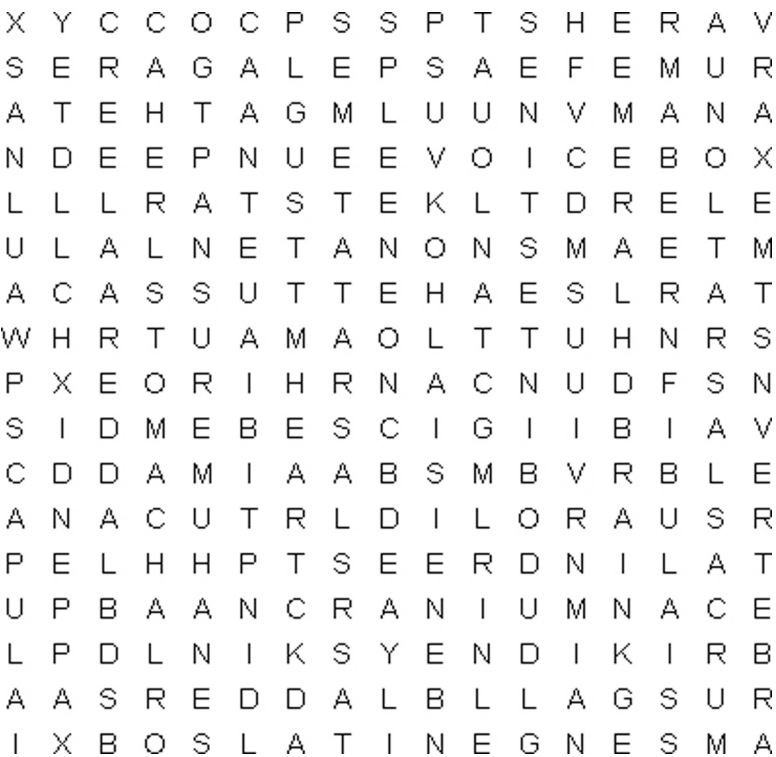 X Y C C O C P S S P T S H E R A V
S E R A G A L E P S A E F E M U R
A T E H T A G M L U U N V M A N A
N D E E P N U E E V O I C E B O X
L L L R A T S T E K L T D R E L E
U L A L N E T A N O N S M A E T M
A C A S S U T T E H A E S L R A T
W H R T U A M A O L T T U H N R S
P X E O R I H R N A C N U D F S N
S I D M E B E S C I G I I B I A V
C D D A M I A A B S M B V R B L E
A N A C U T R L D I L O R A U S R
P E L H H P T S E E R D N I L A T
U P B A A N C R A N I U M N A C E
L P D L N I K S Y E N D I K I R B
A A S R E D D A L B L L A G S U R
I X B O S L A T I N E G N E S M A